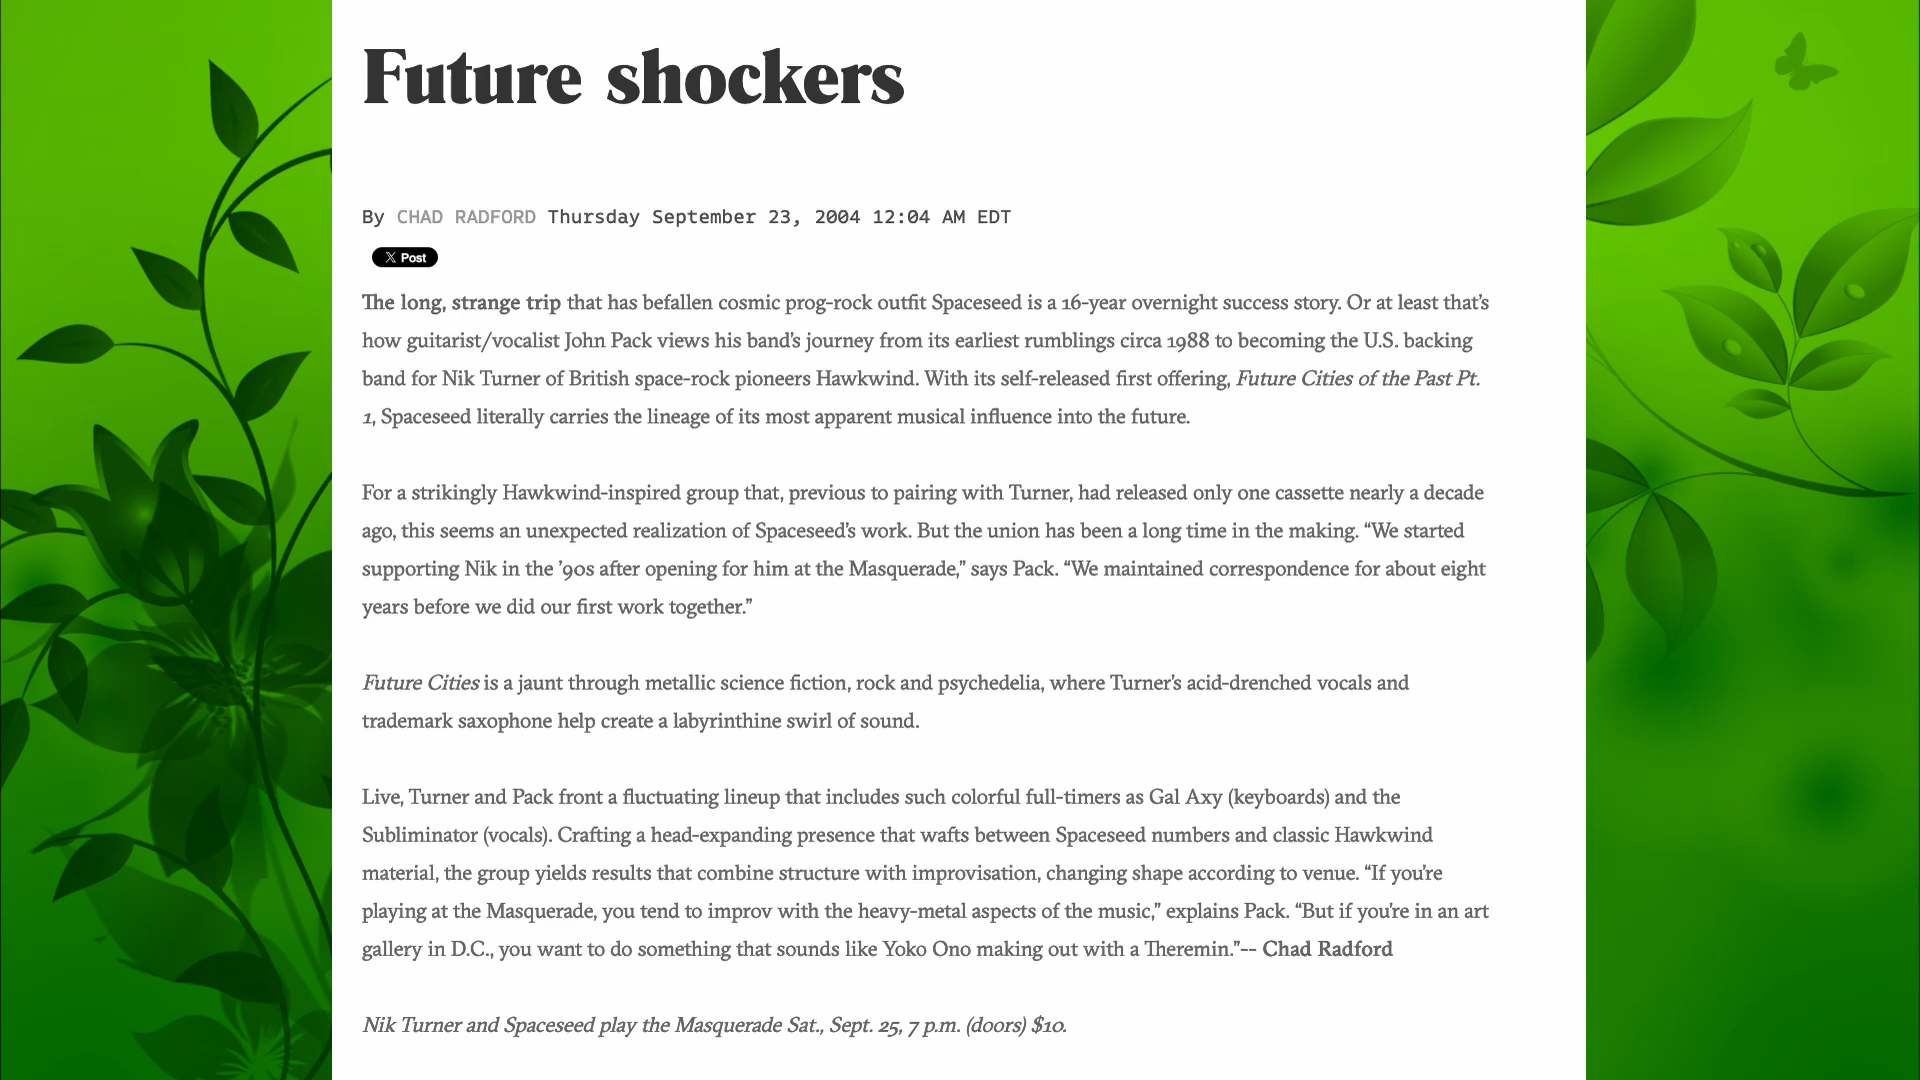 Future shockers
By CHAD RADFORD Thursday September 23, 2004 12:04 AM EDT
X Post
The long, strange trip that has befallen cosmic prog-rock outfit Spaceseed is a 16-year overnight success story. Or at least that’s
how guitarist/vocalist John Pack views his band’s journey from its earliest rumblings circa 1988 to becoming the U.S. backing
band for Nik Turner of British space-rock pioneers Hawkwind. With its self-released first offering, Future Cities of the Past Pt.
1, Spaceseed literally carries the lineage of its most apparent musical influence into the future.
For a strikingly Hawkwind-inspired group that, previous to pairing with Turner, had released only one cassette nearly a decade
ago, this seems an unexpected realization of Spaceseed’s work. But the union has been a long time in the making. “We started
supporting Nik in the ’90s after opening for him at the Masquerade,” says Pack. “We maintained correspondence for about eight
years before we did our first work together.”
Future Cities is a jaunt through metallic science fiction, rock and psychedelia, where Turner’s acid-drenched vocals and
trademark saxophone help create a labyrinthine swirl of sound.
Live, Turner and Pack front a fluctuating lineup that includes such colorful full-timers as Gal Axy (keyboards) and the
Subliminator (vocals). Crafting a head-expanding presence that wafts between Spaceseed numbers and classic Hawkwind
material, the group yields results that combine structure with improvisation, changing shape according to venue. “If you’re
playing at the Masquerade, you tend to improv with the heavy-metal aspects of the music,” explains Pack. “But if you’re in an art
gallery in D.C., you want to do something that sounds like Yoko Ono making out with a Theremin.”-- Chad Radford
Nik Turner and Spaceseed play the Masquerade Sat., Sept. 25, 7 p.m. (doors) $10.